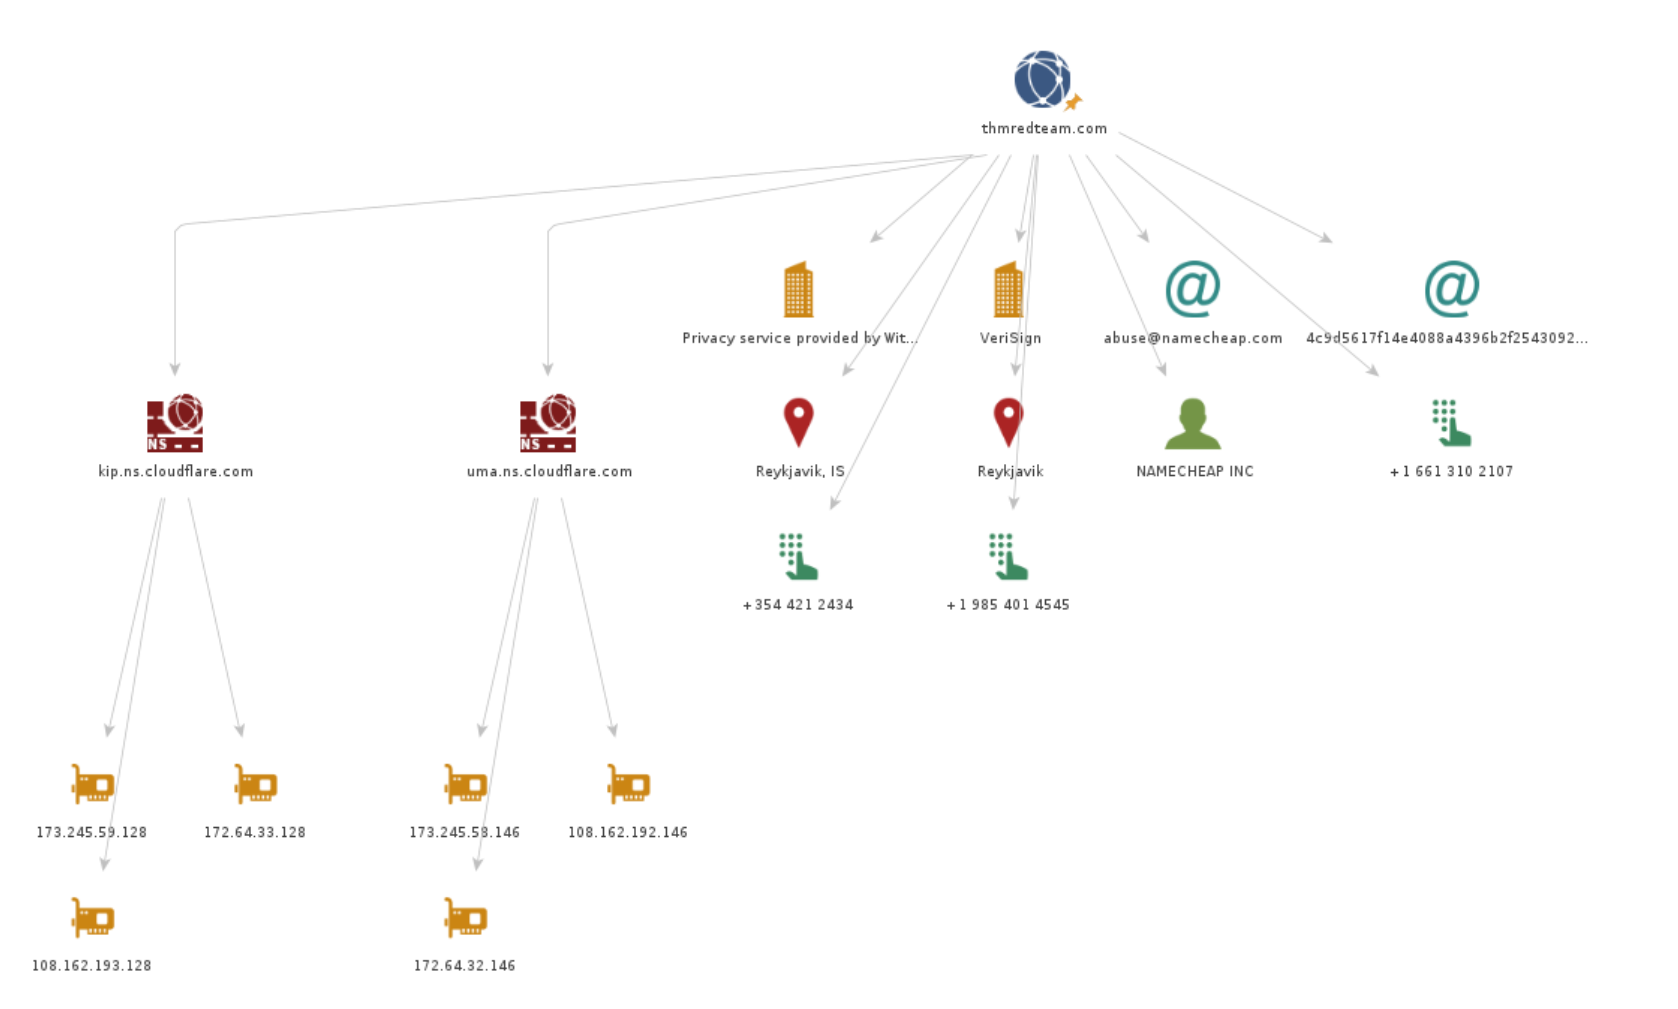 thmredteam.com
Privacy service provided by Wit...
VeriSign
abuse@namecheap.com
4c9d5617f14e4088a4396b2f2543092...
NS
kip.ns.cloudflare.com
NS
uma.ns.cloudflare.com
Reykjavik, IS
Reykjavik
NAMECHEAP INC
+1 661 310 2107
+354 421 2434
+1 985 401 4545
173.245.59.128
172.64.33.128
173.245.58.146
108.162.192.146
108.162.193.128
172.64.32.146